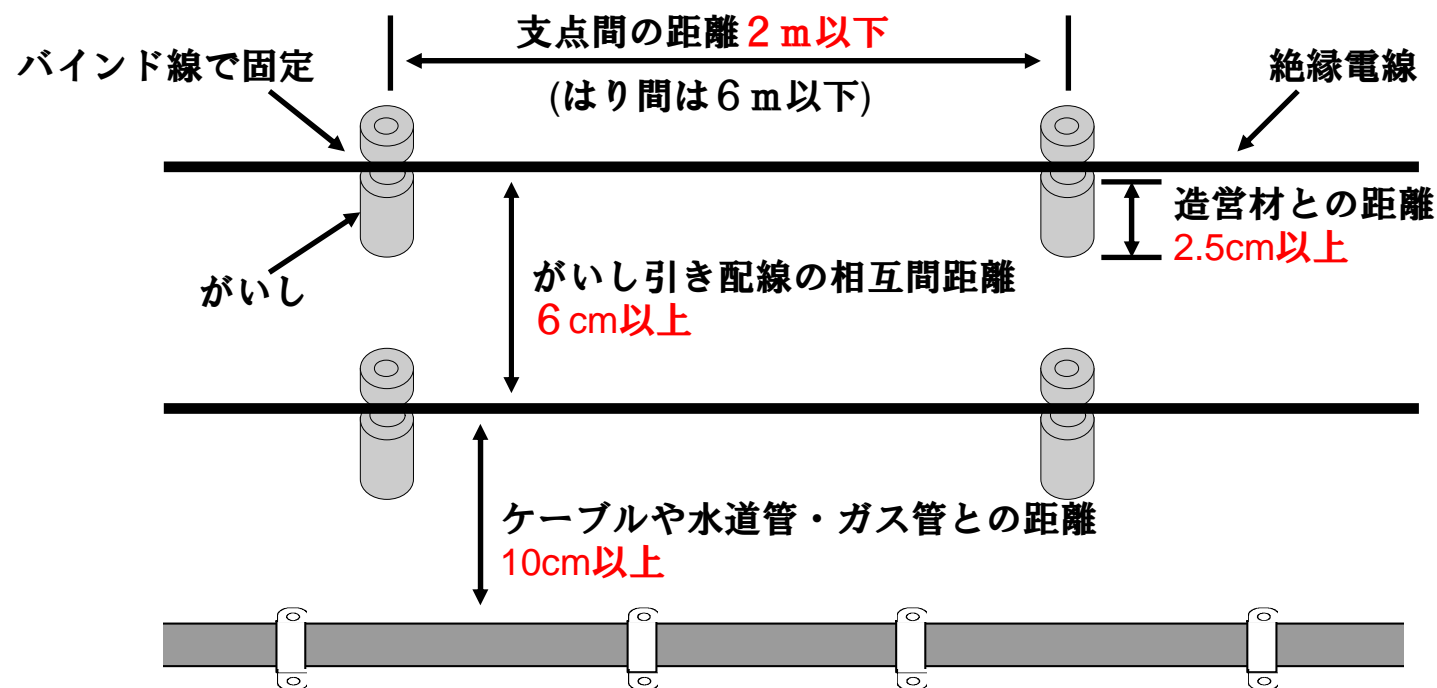 支点間の距離２ｍ以下
(はり間は６ｍ以下)
バインド線で固定
絶縁電線
造営材との距離
2.5cm以上
がいし
がいし引き配線の相互間距離
６cm以上
ケーブルや水道管・ガス管との距離
10cm以上